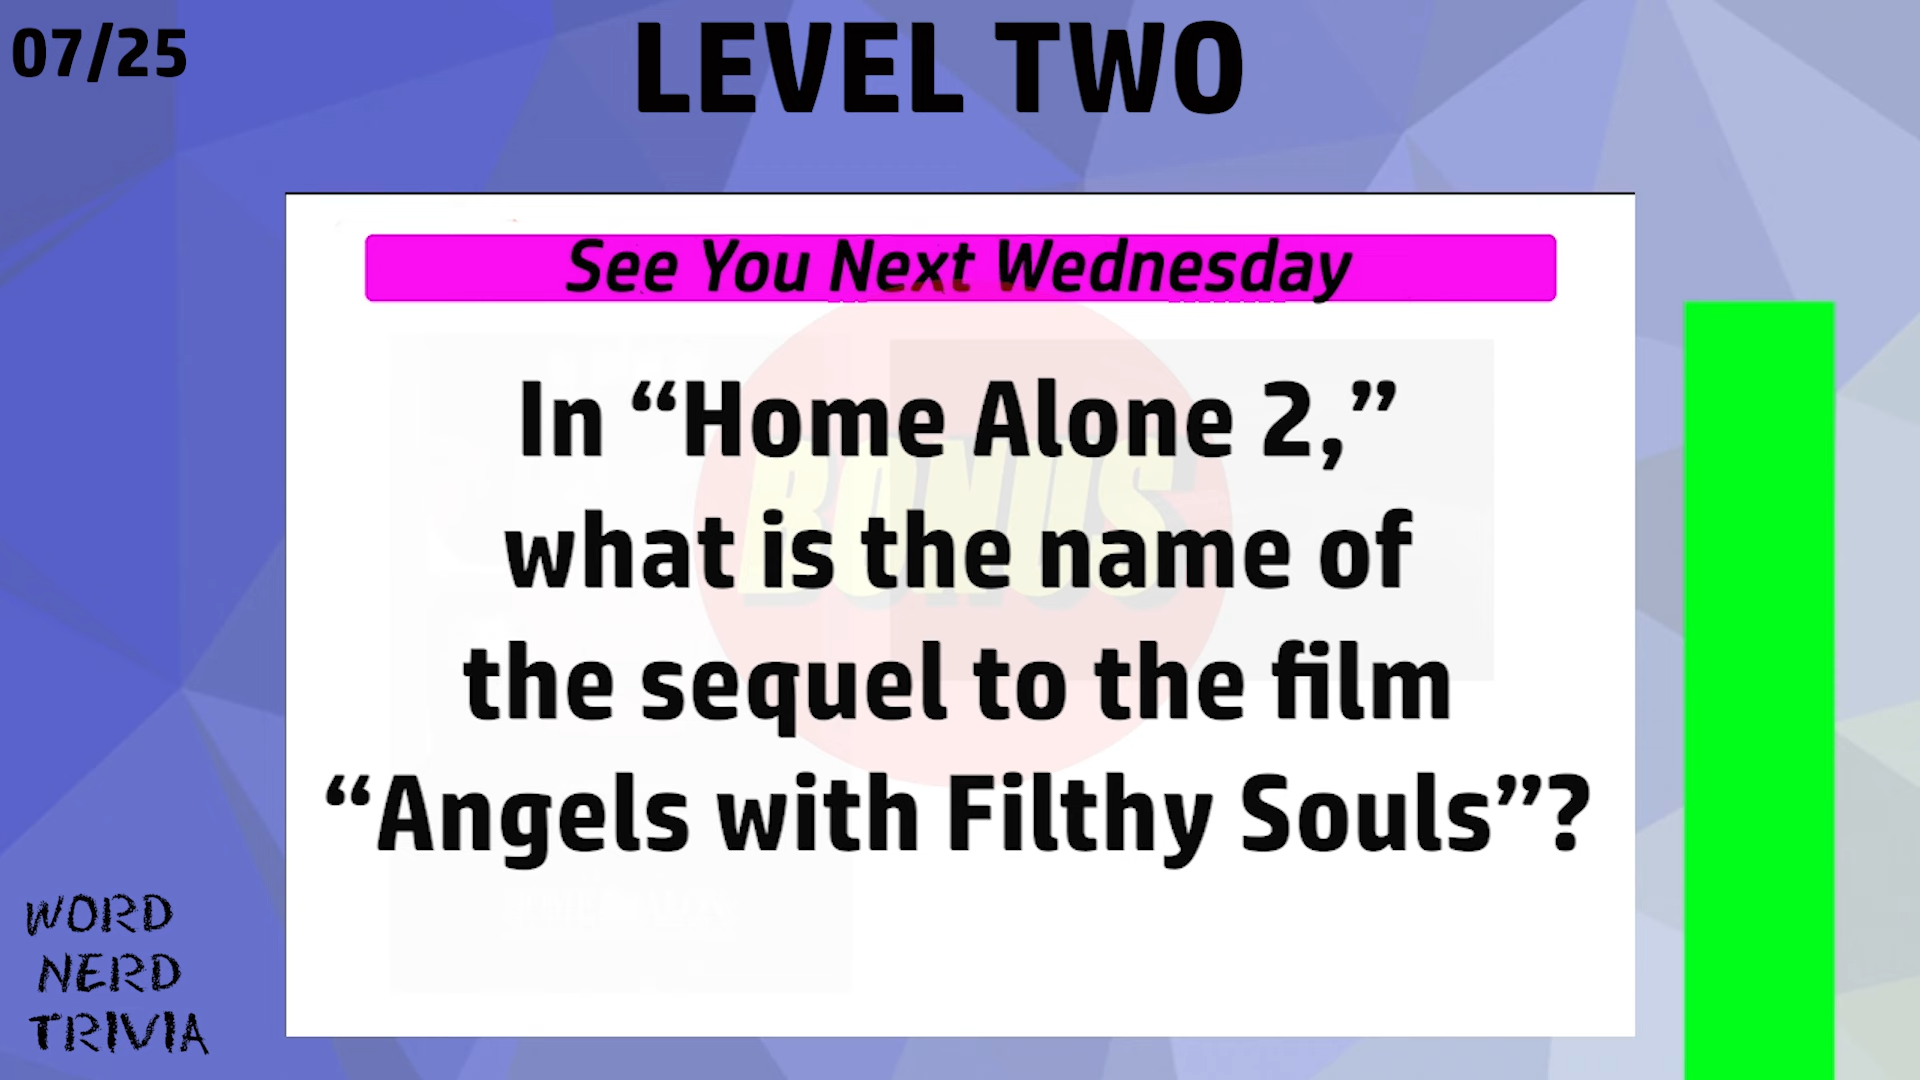 07/25
LEVEL TWO
See You Next Wednesday
In “Home Alone 2,”
what is the name of
the sequel to the film
“Angels with Filthy Souls”?
BONUS
WORD
NERD
TRIVIA